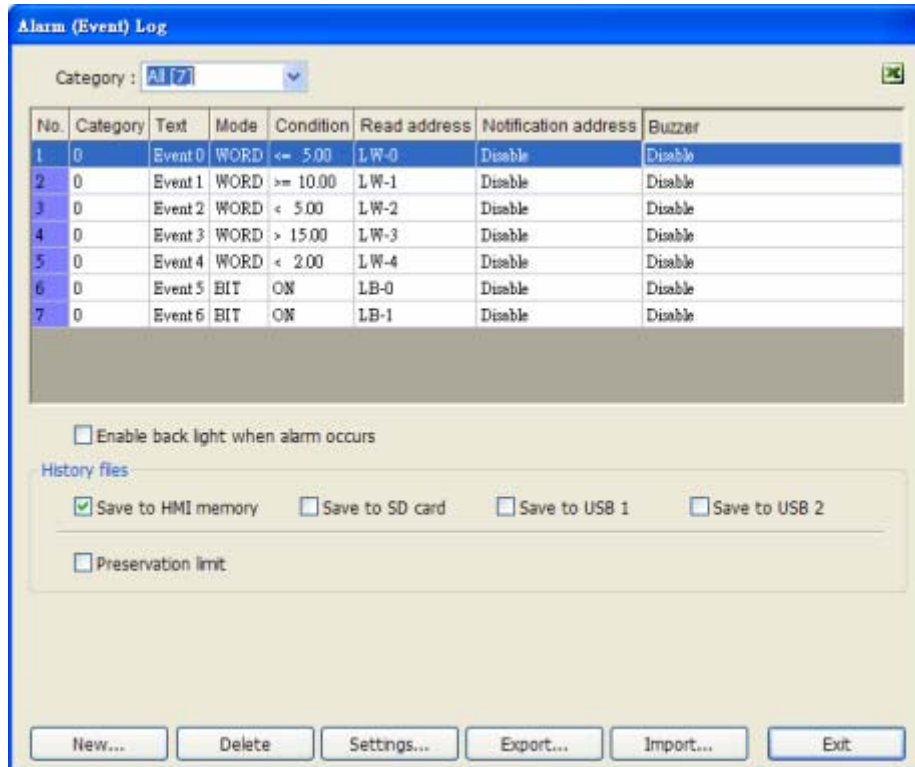 Alarm (Event) Log
Category : All [7]
No. Category Text Mode Condition Read address Notification address Buzzer
1 0 Event 0 WORD <= 5.00 LW-0 Disable Disable
2 0 Event 1 WORD >= 10.00 LW-1 Disable Disable
3 0 Event 2 WORD < 5.00 LW-2 Disable Disable
4 0 Event 3 WORD > 15.00 LW-3 Disable Disable
5 0 Event 4 WORD < 2.00 LW-4 Disable Disable
6 0 Event 5 BIT ON LB-0 Disable Disable
7 0 Event 6 BIT ON LB-1 Disable Disable
Enable back light when alarm occurs
History files
Save to HMI memory Save to SD card Save to USB 1 Save to USB 2
Preservation limit
New... Delete Settings... Export... Import... Exit